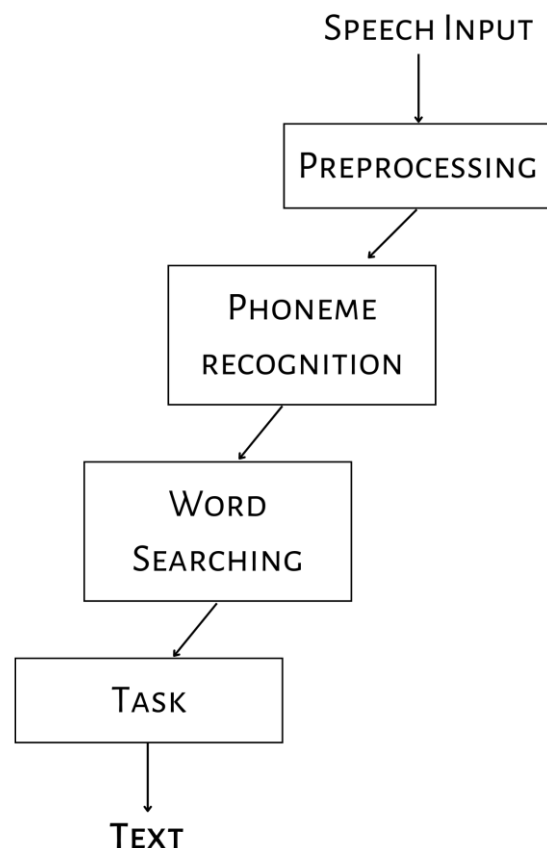 Speech Input
Preprocessing
Phoneme
recognition
Word
Searching
Task
Text